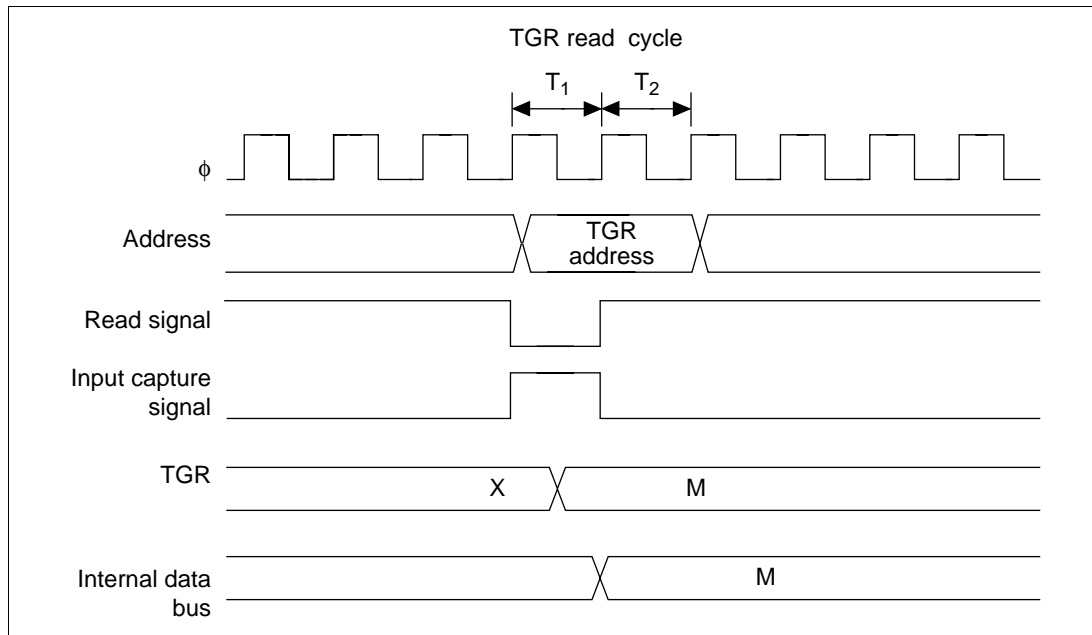 TGR read cycle
T1 T2
ϕ
Address
TGR
address
Read signal
Input capture
signal
TGR
X M
Internal data
bus
M